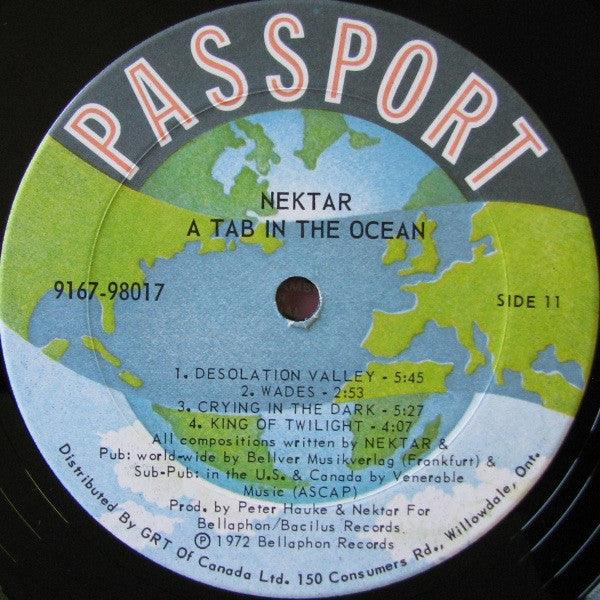 PASSPORT
NEKTAR
A TAB IN THE OCEAN
9167-98017
SIDE 11
1. DESOLATION VALLEY - 5:45
2. WADES - 2:53
3. CRYING IN THE DARK - 5:27
4. KING OF TWILIGHT - 4:07
All compositions written by NEKTAR &
Pub: world-wide by Bellver Musikverlag (Frankfurt) &
Sub-Pub: in the U.S. & Canada by Venerable
Music (ASCAP)
Prod. by Peter Hauke & Nektar For
Bellaphon/Bacilus Records
Ⓟ 1972 Bellaphon Records
Distributed By GRT Of Canada Ltd. 150 Consumers Rd., Willowdale, Ont.